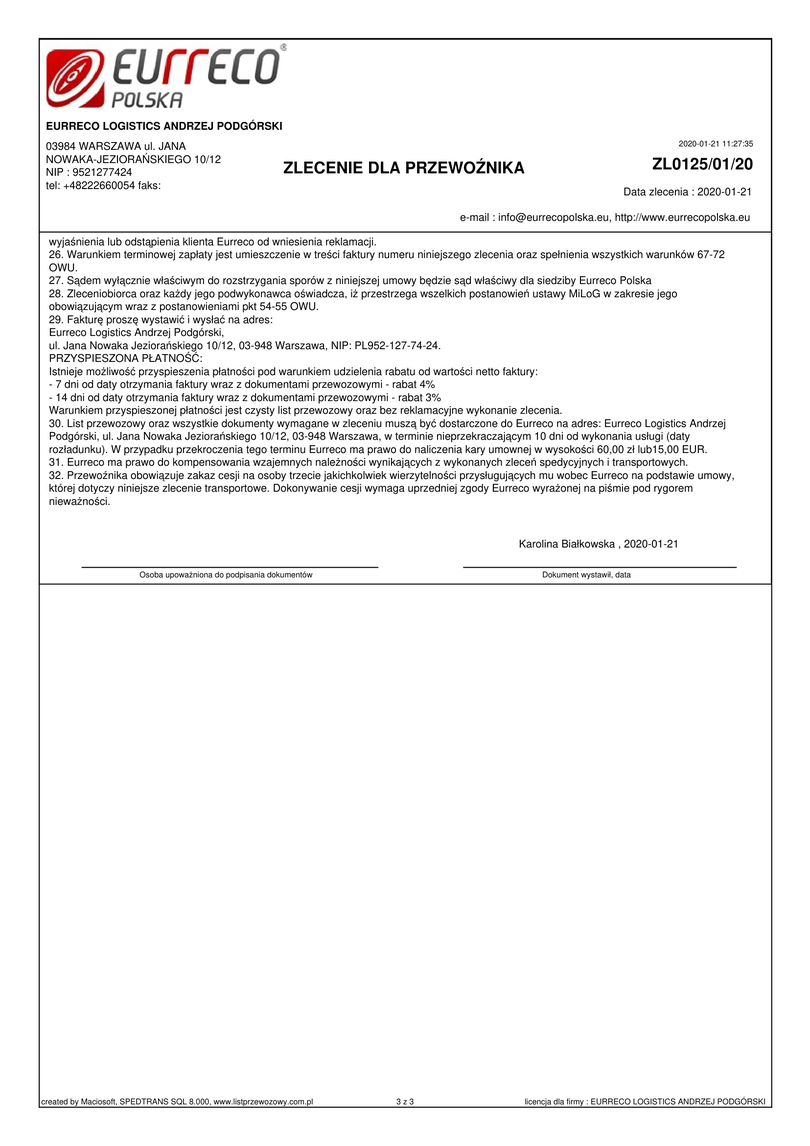 EURRECO®
POLSKA
EURRECO LOGISTICS ANDRZEJ PODGÓRSKI
03984 WARSZAWA ul. JANA
NOWAKA-JEZIORAŃSKIEGO 10/12
NIP : 9521277424
tel: +48222660054 faks:
ZLECENIE DLA PRZEWOŹNIKA
2020-01-21 11:27:35
ZL0125/01/20
Data zlecenia : 2020-01-21
e-mail : info@eurrecopolska.eu, http://www.eurrecopolska.eu
wyjaśnienia lub odstąpienia klienta Eurreco od wniesienia reklamacji.
26. Warunkiem terminowej zapłaty jest umieszczenie w treści faktury numeru niniejszego zlecenia oraz spełnienia wszystkich warunków 67-72
OWU.
27. Sądem wyłącznie właściwym do rozstrzygania sporów z niniejszej umowy będzie sąd właściwy dla siedziby Eurreco Polska
28. Zleceniobiorca oraz każdy jego podwykonawca oświadcza, iż przestrzega wszelkich postanowień ustawy MiLoG w zakresie jego
obowiązującym wraz z postanowieniami pkt 54-55 OWU.
29. Fakturę proszę wystawić i wysłać na adres:
Eurreco Logistics Andrzej Podgórski,
ul. Jana Nowaka Jeziorańskiego 10/12, 03-948 Warszawa, NIP: PL952-127-74-24.
PRZYSPIESZONA PŁATNOŚĆ:
Istnieje możliwość przyspieszenia płatności pod warunkiem udzielenia rabatu od wartości netto faktury:
- 7 dni od daty otrzymania faktury wraz z dokumentami przewozowymi - rabat 4%
- 14 dni od daty otrzymania faktury wraz z dokumentami przewozowymi - rabat 3%
Warunkiem przyspieszonej płatności jest czysty list przewozowy oraz bez reklamacyjne wykonanie zlecenia.
30. List przewozowy oraz wszystkie dokumenty wymagane w zleceniu muszą być dostarczone do Eurreco na adres: Eurreco Logistics Andrzej
Podgórski, ul. Jana Nowaka Jeziorańskiego 10/12, 03-948 Warszawa, w terminie nieprzekraczającym 10 dni od wykonania usługi (daty
rozładunku). W przypadku przekroczenia tego terminu Eurreco ma prawo do naliczenia kary umownej w wysokości 60,00 zł lub15,00 EUR.
31. Eurreco ma prawo do kompensowania wzajemnych należności wynikających z wykonanych zleceń spedycyjnych i transportowych.
32. Przewoźnika obowiązuje zakaz cesji na osoby trzecie jakichkolwiek wierzytelności przysługujących mu wobec Eurreco na podstawie umowy,
której dotyczy niniejsze zlecenie transportowe. Dokonywanie cesji wymaga uprzedniej zgody Eurreco wyrażonej na piśmie pod rygorem
nieważności.
Karolina Białkowska , 2020-01-21
Osoba upoważniona do podpisania dokumentów
Dokument wystawił, data
created by Maciosoft, SPEDTRANS SQL 8.000, www.listprzewozowy.com.pl
3 z 3
licencja dla firmy : EURRECO LOGISTICS ANDRZEJ PODGÓRSKI